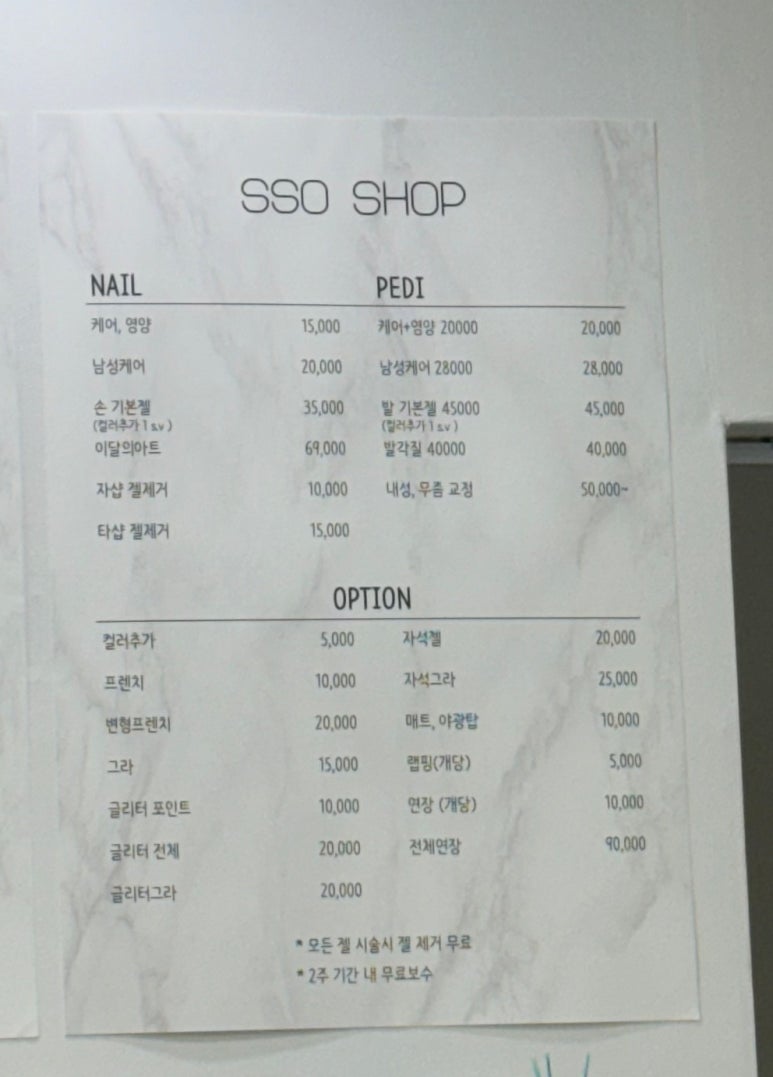 SSO SHOP
NAIL PEDI
케어, 영양 15,000 케어+영양 20000 20,000
남성케어 20,000 남성케어 28000 28,000
손 기본젤 35,000 발 기본젤 45000 45,000
(컬러추가 1 s.v ) (컬러추가 1 s.v )
이달의아트 69,000 발각질 40000 40,000
자샵 젤제거 10,000 내성, 무좀 교정 50,000~
타샵 젤제거 15,000
OPTION
컬러추가 5,000 자석젤 20,000
프렌치 10,000 자석그라 25,000
변형프렌치 20,000 매트, 야광탑 10,000
그라 15,000 랩핑(개당) 5,000
글리터 포인트 10,000 연장 (개당) 10,000
글리터 전체 20,000 전체연장 90,000
글리터그라 20,000
* 모든 젤 시술시 젤 제거 무료
* 2주 기간 내 무료보수